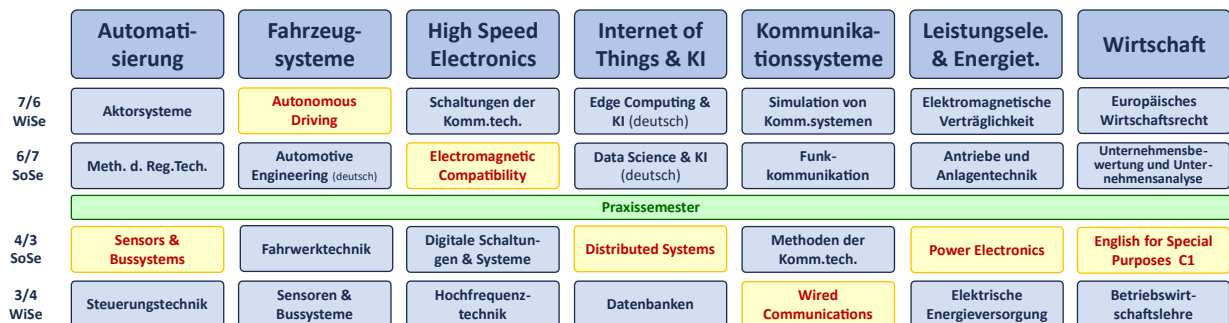 Automati-
sierung
Fahrzeug-
systeme
High Speed
Electronics
Internet of
Things & KI
Kommunika-
tionssysteme
Leistungsele.
& Energiet.
Wirtschaft
7/6
WiSe
Aktorsysteme
Autonomous
Driving
Schaltungen der
Komm.tech.
Edge Computing &
KI (deutsch)
Simulation von
Komm.systemen
Elektromagnetische
Verträglichkeit
Europäisches
Wirtschaftsrecht
6/7
SoSe
Meth. d. Reg.Tech.
Automotive
Engineering (deutsch)
Electromagnetic
Compatibility
Data Science & KI
(deutsch)
Funk-
kommunikation
Antriebe und
Anlagentechnik
Unternehmensbe-
wertung und Unter-
nehmensanalyse
Praxissemester
4/3
SoSe
Sensors &
Bussystems
Fahrwerktechnik
Digitale Schaltun-
gen & Systeme
Distributed Systems
Methoden der
Komm.tech.
Power Electronics
English for Special
Purposes C1
3/4
WiSe
Steuerungstechnik
Sensoren &
Bussysteme
Hochfrequenz-
technik
Datenbanken
Wired
Communications
Elektrische
Energieversorgung
Betriebswirt-
schaftslehre